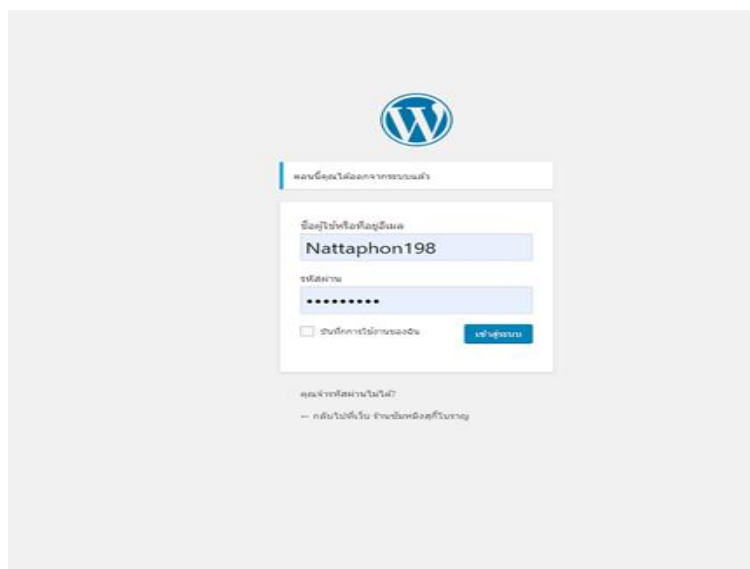 ตอนนี้คุณได้ออกจากระบบแล้ว
ชื่อผู้ใช้หรือที่อยู่อีเมล
Nattaphon198
รหัสผ่าน
•••••••••
บันทึกการใช้งานของฉัน
เข้าสู่ระบบ
คุณจำรหัสผ่านไม่ได้?
← กลับไปที่เว็บ